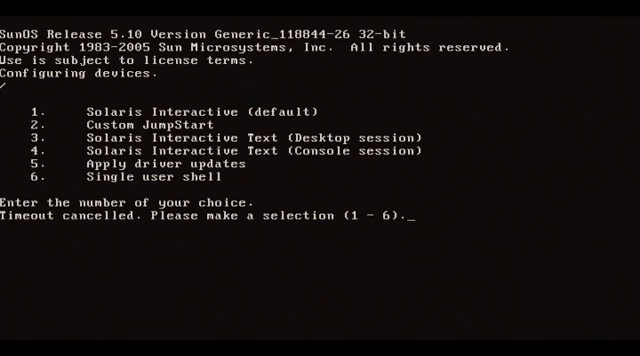 SunOS Release 5.10 Version Generic_118844-26 32-bit
Copyright 1983-2005 Sun Microsystems, Inc.  All rights reserved.
Use is subject to license terms.
Configuring devices.
/
1. Solaris Interactive (default)
2. Custom JumpStart
3. Solaris Interactive Text (Desktop session)
4. Solaris Interactive Text (Console session)
5. Apply driver updates
6. Single user shell
Enter the number of your choice.
Timeout cancelled. Please make a selection (1 - 6)._